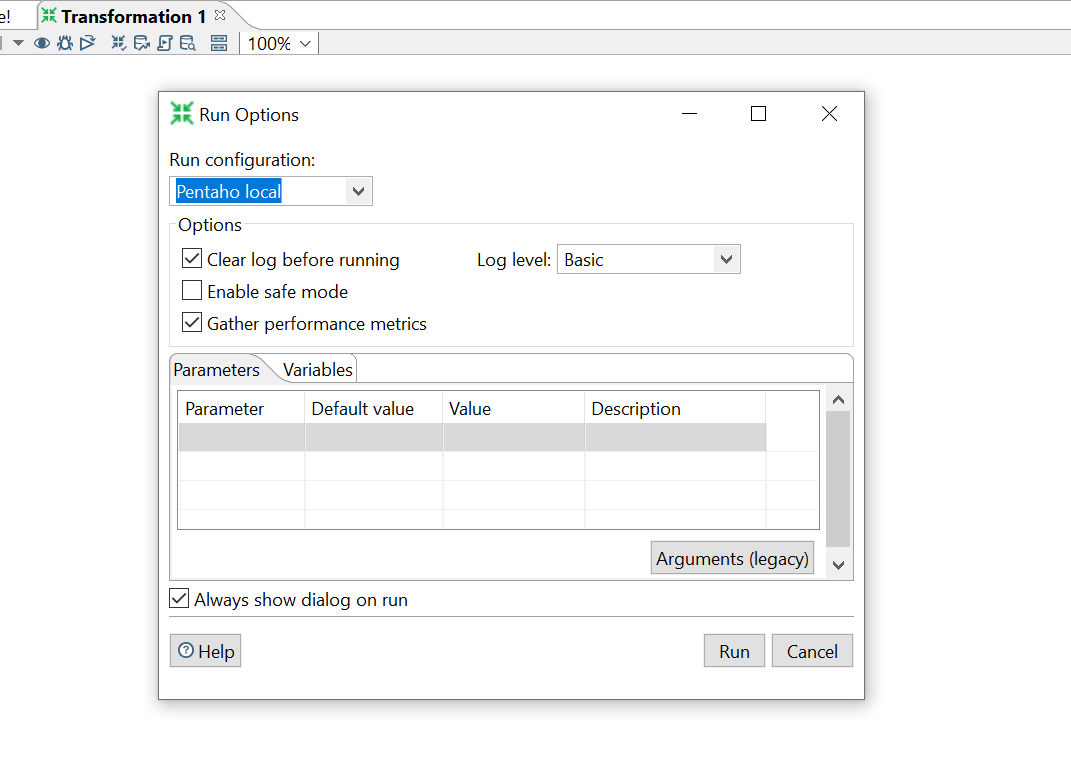 e! Transformation 1
100%
Run Options
Run configuration:
Pentaho local
Options
Clear log before running Log level: Basic
Enable safe mode
Gather performance metrics
Parameters Variables
Parameter Default value Value Description
Arguments (legacy)
Always show dialog on run
Help Run Cancel